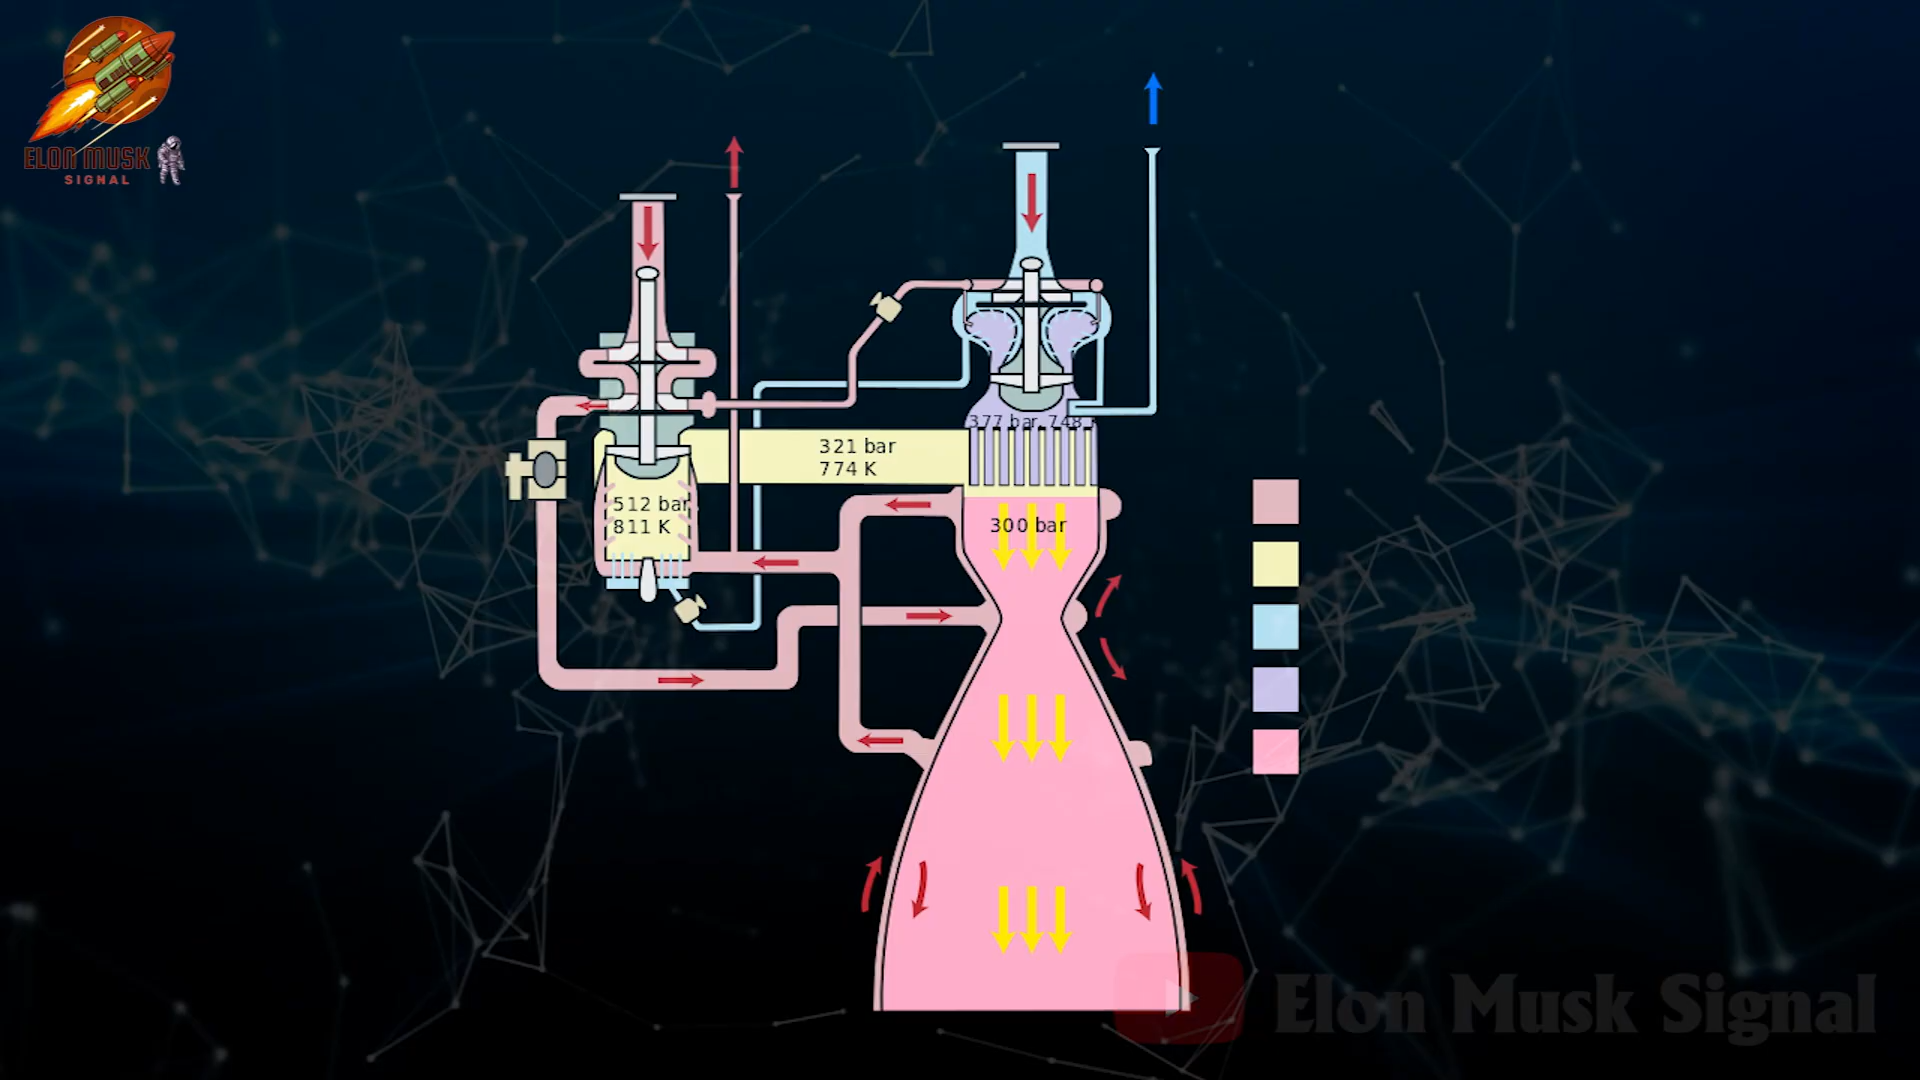 ELON MUSK
SIGNAL
377 bar, 748
321 bar
774 K
512 bar
811 K
300 bar
Elon Musk Signal